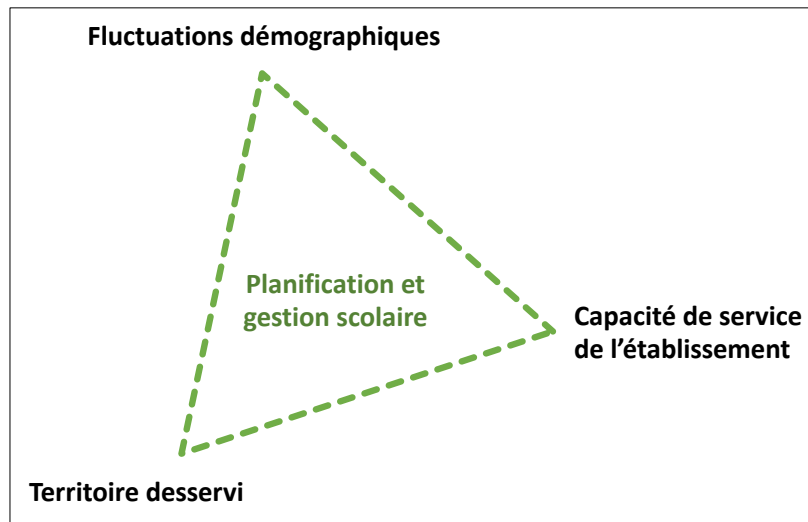 Fluctuations démographiques
Planification et
gestion scolaire
Capacité de service
de l’établissement
Territoire desservi